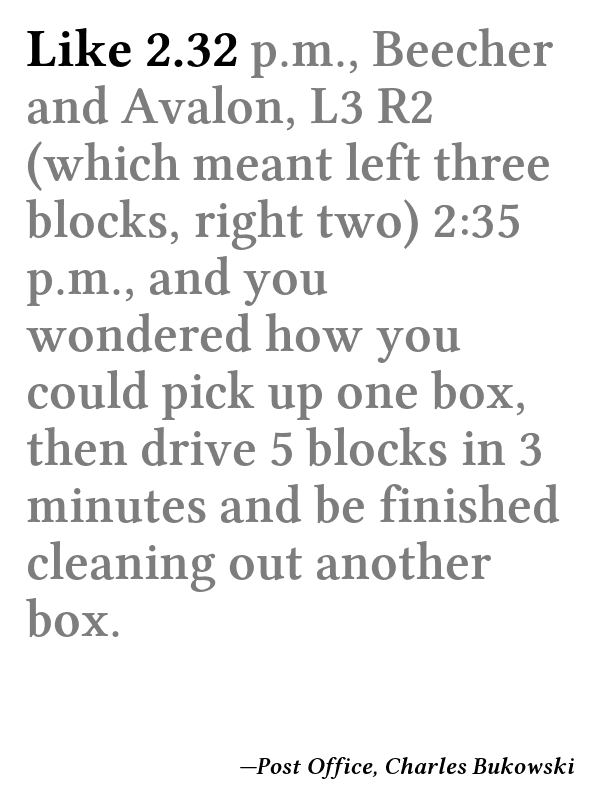 Like 2.32 p.m., Beecher
and Avalon, L3 R2
(which meant left three
blocks, right two) 2:35
p.m., and you
wondered how you
could pick up one box,
then drive 5 blocks in 3
minutes and be finished
cleaning out another
box.
—Post Office, Charles Bukowski